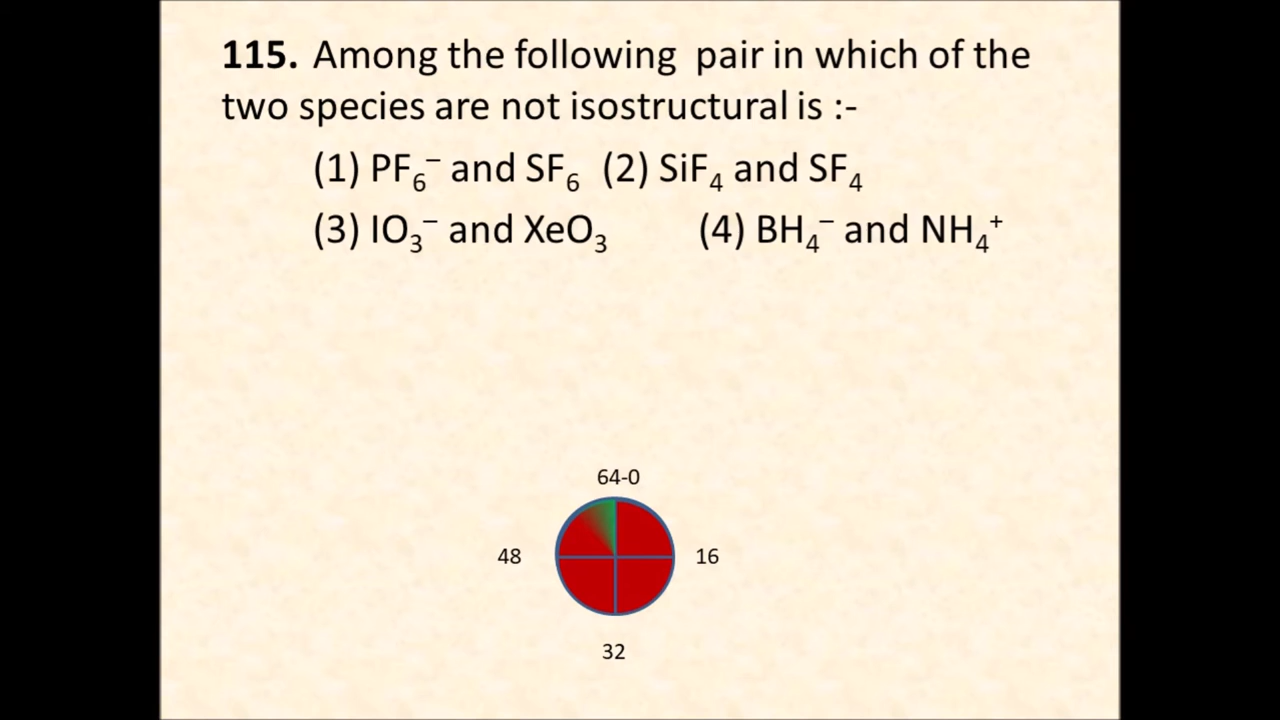 115. Among the following pair in which of the
two species are not isostructural is :-
(1) PF₆⁻ and SF₆ (2) SiF₄ and SF₄
(3) IO₃⁻ and XeO₃ (4) BH₄⁻ and NH₄⁺
64-0
48 16
32